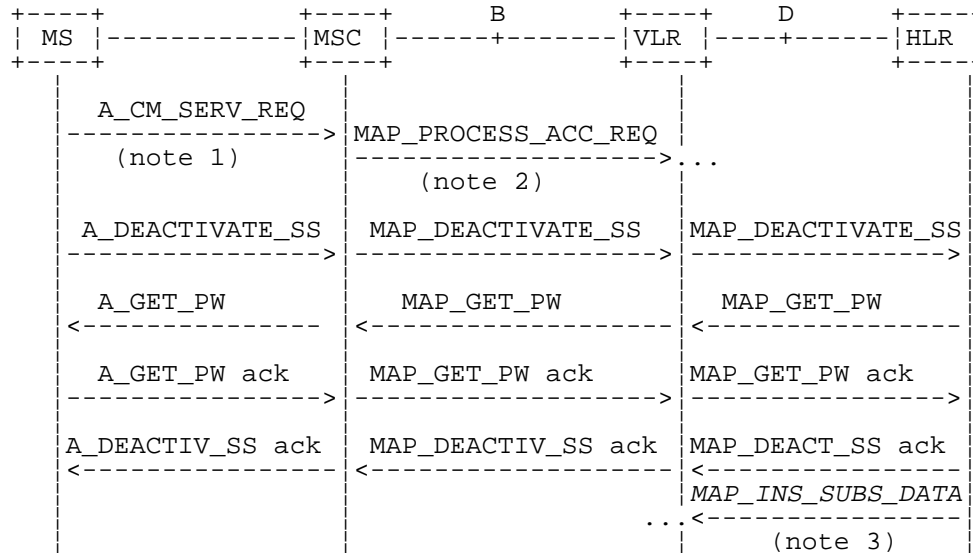 B D
MS MSC VLR HLR
A_CM_SERV_REQ
MAP_PROCESS_ACC_REQ
(note 1) ...
(note 2)
A_DEACTIVATE_SS MAP_DEACTIVATE_SS MAP_DEACTIVATE_SS
A_GET_PW MAP_GET_PW MAP_GET_PW
A_GET_PW ack MAP_GET_PW ack MAP_GET_PW ack
A_DEACTIV_SS ack MAP_DEACTIV_SS ack MAP_DEACT_SS ack
MAP_INS_SUBS_DATA
...
(note 3)